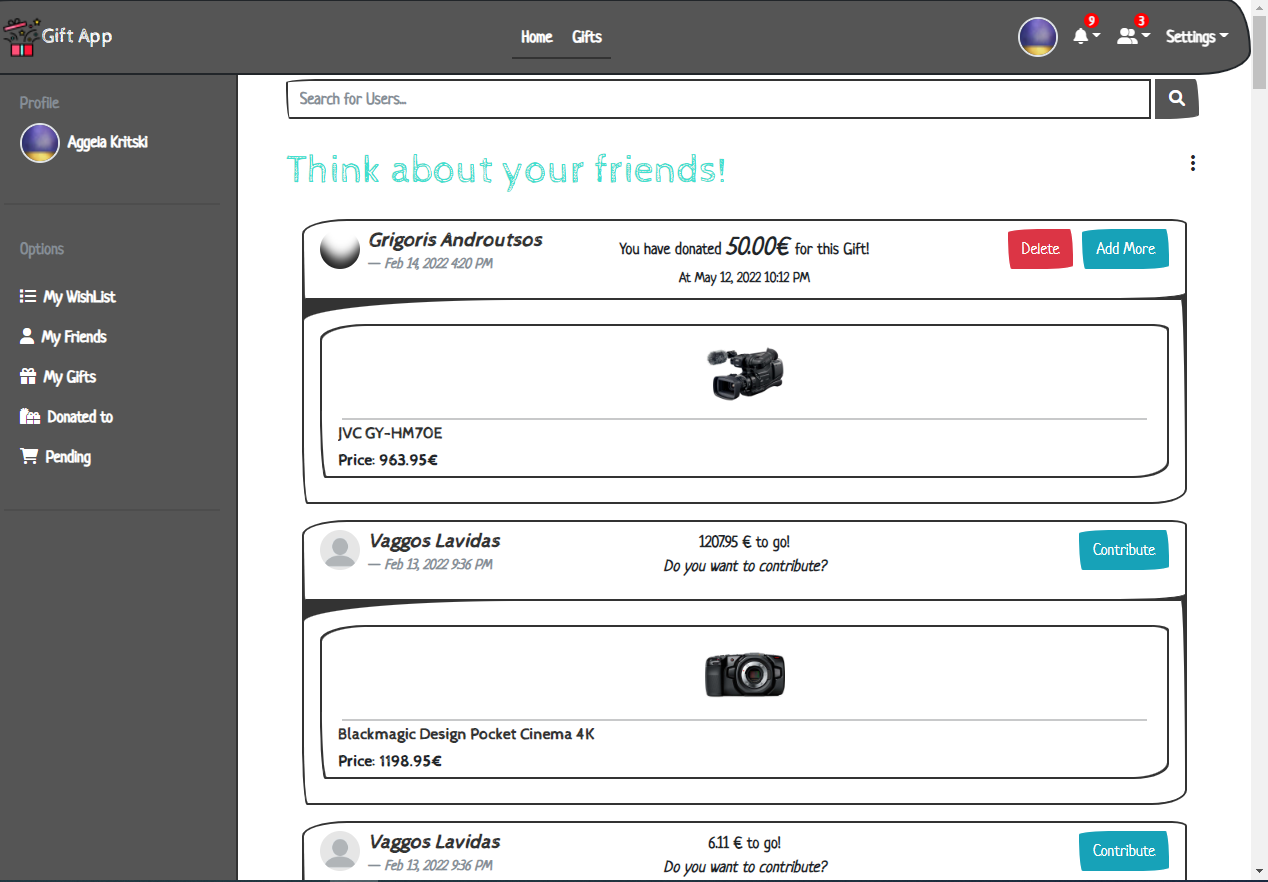 Gift App
Home Gifts
9
3
Settings
Profile
Aggela Kritski
Options
My WishList
My Friends
My Gifts
Donated to
Pending
Search for Users...
Think about your friends!
Grigoris Androutsos
— Feb 14, 2022 4:20 PM
You have donated 50.00€ for this Gift!
At May 12, 2022 10:12 PM
Delete
Add More
JVC GY-HM70E
Price: 963.95€
Vaggos Lavidas
— Feb 13, 2022 9:36 PM
1207.95 € to go!
Do you want to contribute?
Contribute
Blackmagic Design Pocket Cinema 4K
Price: 1198.95€
Vaggos Lavidas
— Feb 13, 2022 9:36 PM
6.11 € to go!
Do you want to contribute?
Contribute